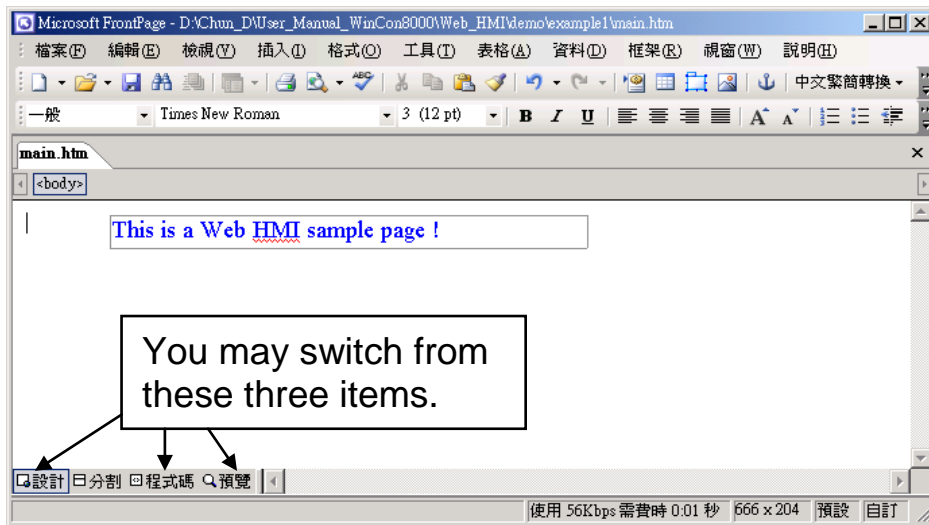 Microsoft FrontPage - D:\Chun_D\User_Manual_WinCon8000\Web_HMI\demo\example1\main.htm
檔案(F) 編輯(E) 檢視(V) 插入(I) 格式(O) 工具(T) 表格(A) 資料(D) 框架(R) 視窗(W) 說明(H)
中文繁簡轉換
一般 Times New Roman 3 (12 pt) B I U A A
main.htm
<body>
This is a Web HMI sample page !
You may switch from
these three items.
設計 分割 程式碼 預覽
使用 56Kbps 需費時 0:01 秒 666 x 204 預設 自訂